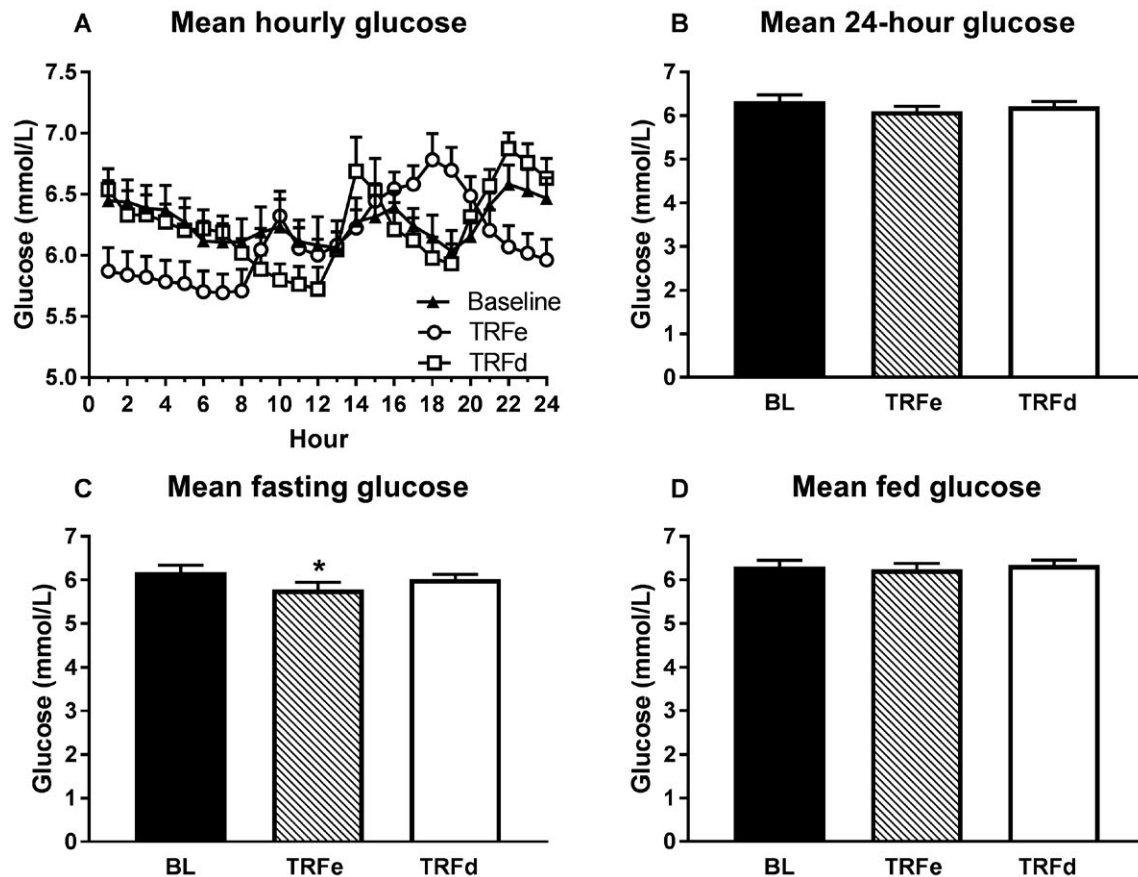 A Mean hourly glucose
Glucose (mmol/L)
7.5
7.0
6.5
6.0
5.5
5.0
Baseline
TRFe
TRFd
0 2 4 6 8 10 12 14 16 18 20 22 24
Hour
B Mean 24-hour glucose
Glucose (mmol/L)
7
6
5
4
3
2
1
0
BL TRFe TRFd
C Mean fasting glucose
Glucose (mmol/L)
7
6
5
4
3
2
1
0
*
BL TRFe TRFd
D Mean fed glucose
Glucose (mmol/L)
7
6
5
4
3
2
1
0
BL TRFe TRFd